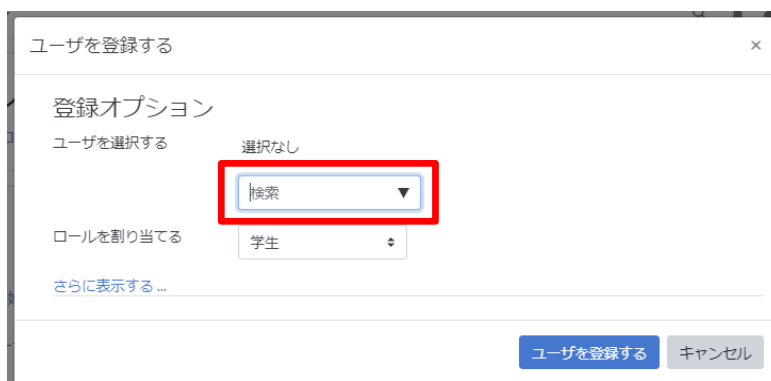 ユーザを登録する ×
登録オプション
ユーザを選択する 選択なし
検索 ▼
ロールを割り当てる 学生
さらに表示する ...
ユーザを登録する キャンセル